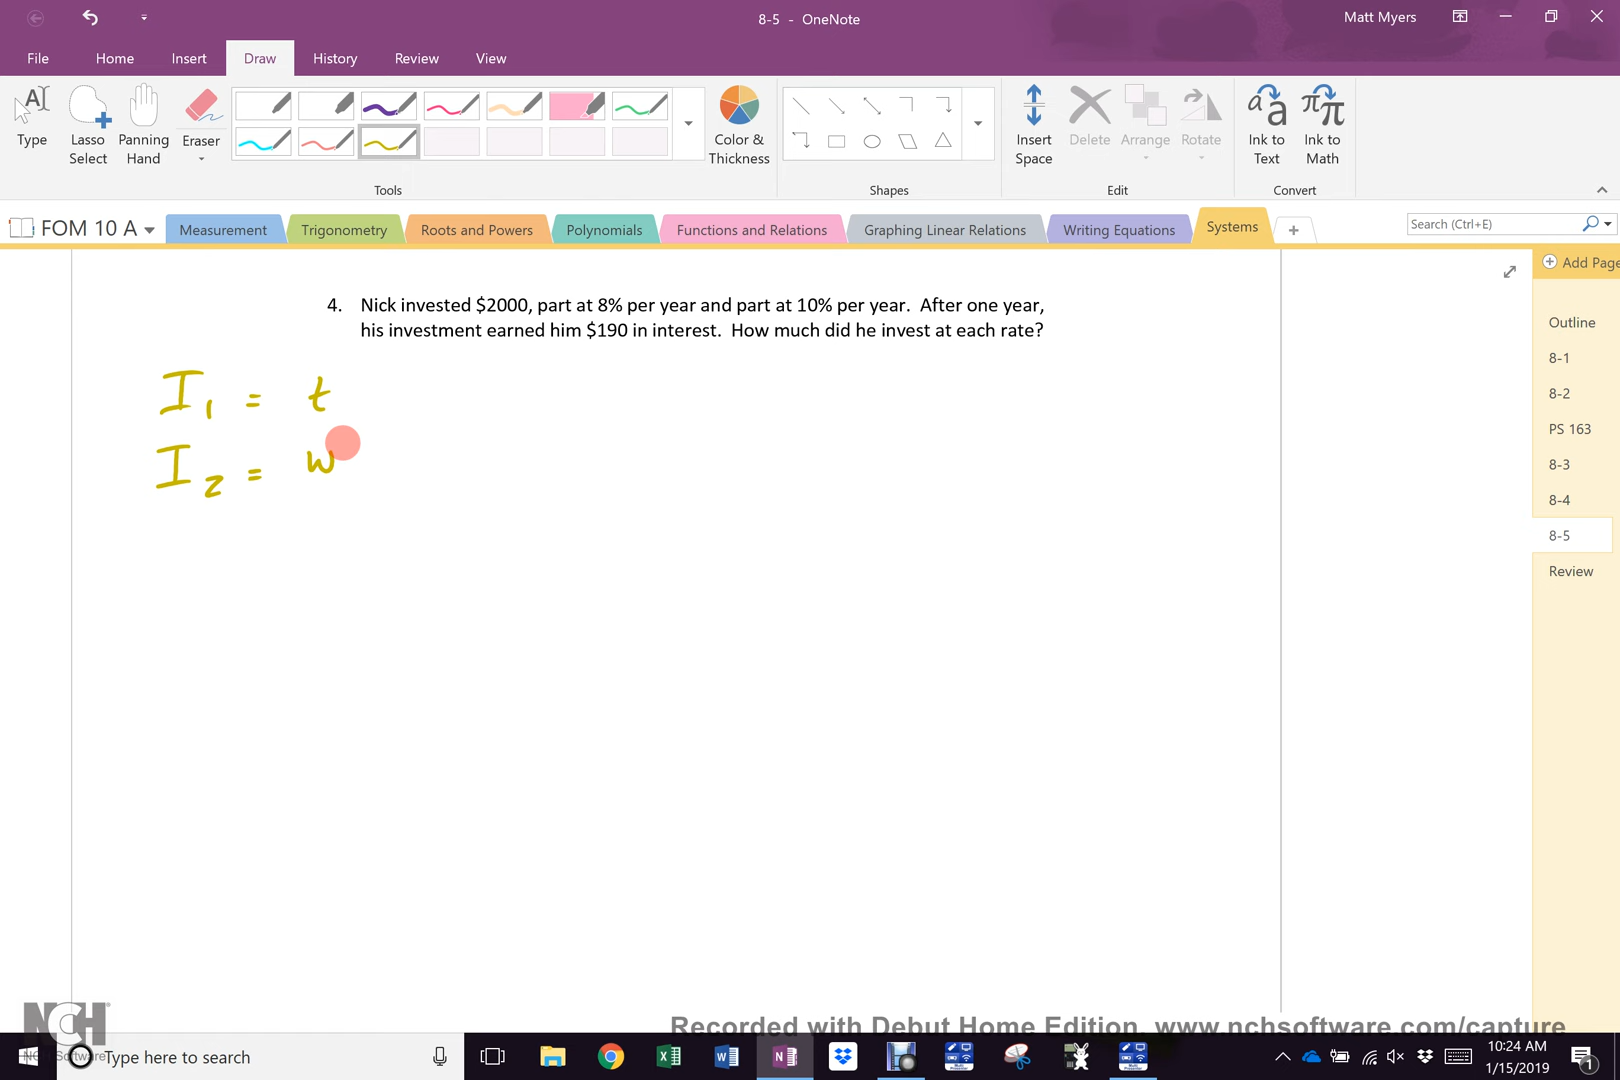 8-5 - OneNote
Matt Myers
File Home Insert Draw History Review View
Type
Lasso Select
Panning Hand
Eraser
Color & Thickness
Insert Space
Delete
Arrange
Rotate
Ink to Text
Ink to Math
Tools
Shapes
Edit
Convert
FOM 10 A
Measurement
Trigonometry
Roots and Powers
Polynomials
Functions and Relations
Graphing Linear Relations
Writing Equations
Systems
Search (Ctrl+E)
Add Page
4. Nick invested $2000, part at 8% per year and part at 10% per year. After one year,
his investment earned him $190 in interest. How much did he invest at each rate?
I₁ = t
I₂ = w
Outline
8-1
8-2
PS 163
8-3
8-4
8-5
Review
NCH
NCH Software
Recorded with Debut Home Edition. www.nchsoftware.com/capture
Type here to search
10:24 AM
1/15/2019
1